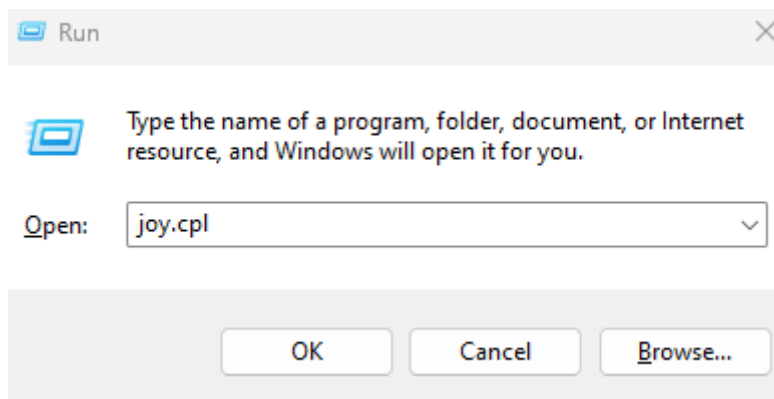 Run
Type the name of a program, folder, document, or Internet
resource, and Windows will open it for you.
Open: joy.cpl
OK Cancel Browse...